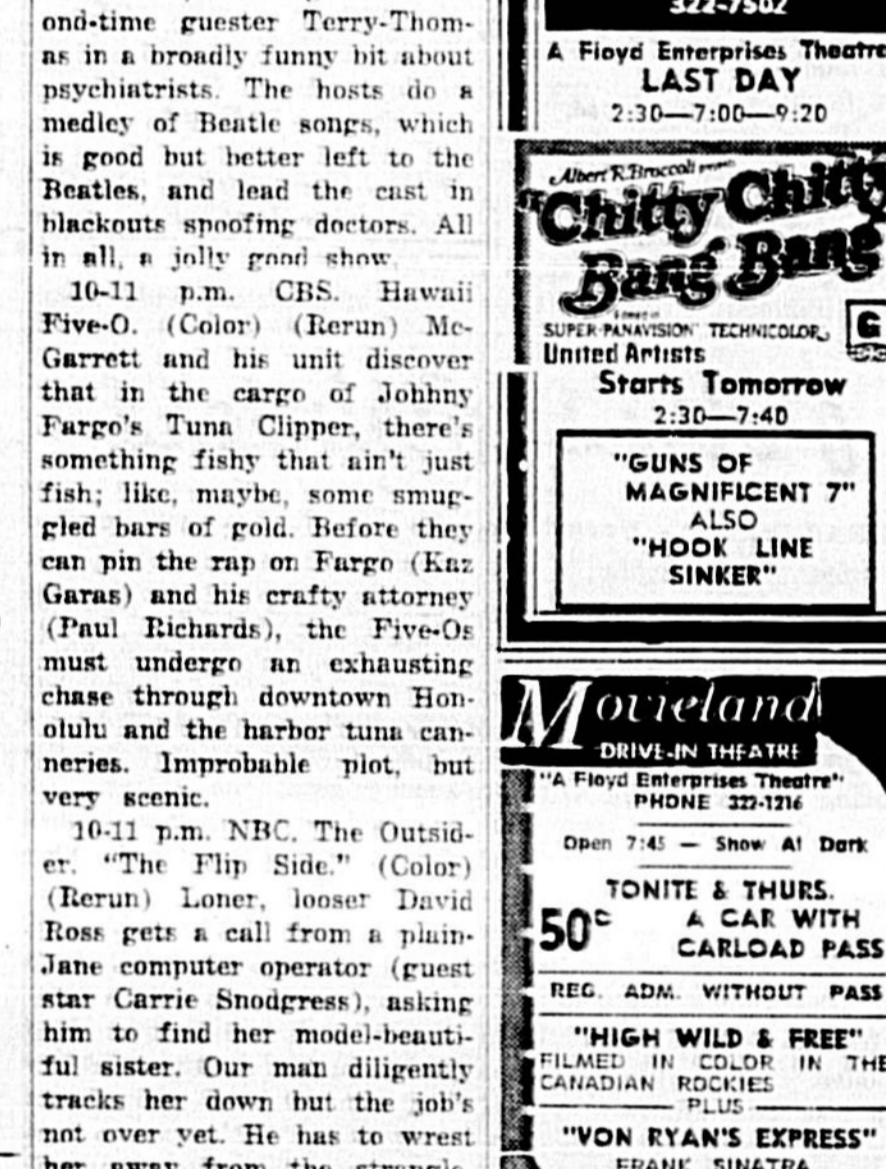 ond-time guester Terry-Thom-
as in a broadly funny bit about
psychiatrists. The hosts do a
medley of Beatle songs, which
is good but better left to the
Beatles, and lead the cast in
blackouts spoofing doctors. All
in all, a jolly good show.
10-11 p.m. CBS. Hawaii
Five-O. (Color) (Rerun) Mc-
Garrett and his unit discover
that in the cargo of Johhny
Fargo's Tuna Clipper, there's
something fishy that ain't just
fish; like, maybe, some smug-
gled bars of gold. Before they
can pin the rap on Fargo (Kaz
Garas) and his crafty attorney
(Paul Richards), the Five-Os
must undergo an exhausting
chase through downtown Hon-
olulu and the harbor tuna can-
neries. Improbable plot, but
very scenic.
10-11 p.m. NBC. The Outsid-
er. "The Flip Side." (Color)
(Rerun) Loner, looser David
Ross gets a call from a plain-
Jane computer operator (guest
star Carrie Snodgress), asking
him to find her model-beauti-
ful sister. Our man diligently
tracks her down but the job's
not over yet. He has to wrest
her away from the strangle-
322-7502
A Floyd Enterprises Theatre
LAST DAY
2:30—7:00—9:20
Albert R. Broccoli presents
"Chitty Chitty
Bang Bang
SUPER-PANAVISION TECHNICOLOR
G
United Artists
Starts Tomorrow
2:30—7:40
"GUNS OF
MAGNIFICENT 7"
ALSO
"HOOK LINE
SINKER"
Movieland
DRIVE-IN THEATRE
"A Floyd Enterprises Theatre"
PHONE 322-1216
Open 7:45 — Show At Dark
TONITE & THURS.
50¢ A CAR WITH
CARLOAD PASS
REG. ADM. WITHOUT PASS
"HIGH WILD & FREE"
FILMED IN COLOR IN THE
CANADIAN ROCKIES
PLUS
"VON RYAN'S EXPRESS"
FRANK SINATRA